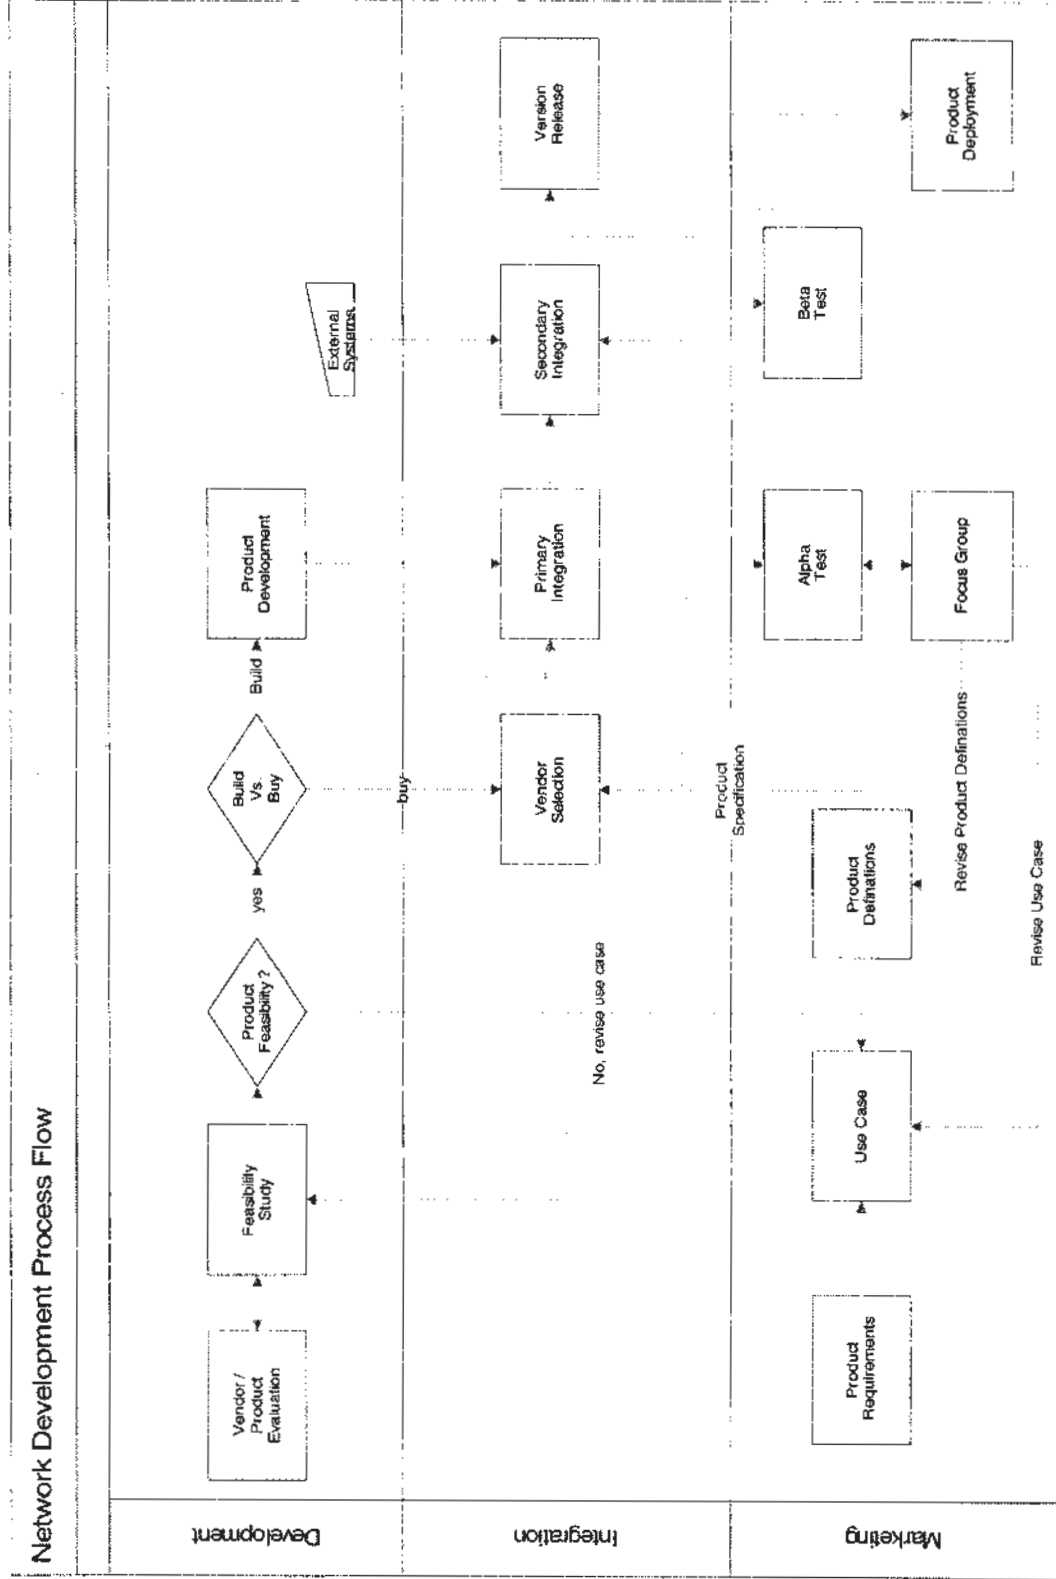 Network Development Process Flow
Development
Vendor /
Product
Evaluation
Feasibility
Study
Product
Feasibility ?
yes
Build
Vs.
Buy
Build
Product
Development
External
Systems
buy
Integration
Vendor
Selection
Primary
Integration
Secondary
Integration
Version
Release
No, revise use case
Product
Specification
Marketing
Product
Requirements
Use Case
Product
Definations
Alpha
Test
Beta
Test
Focus Group
Product
Deployment
Revise Product Definations
Revise Use Case